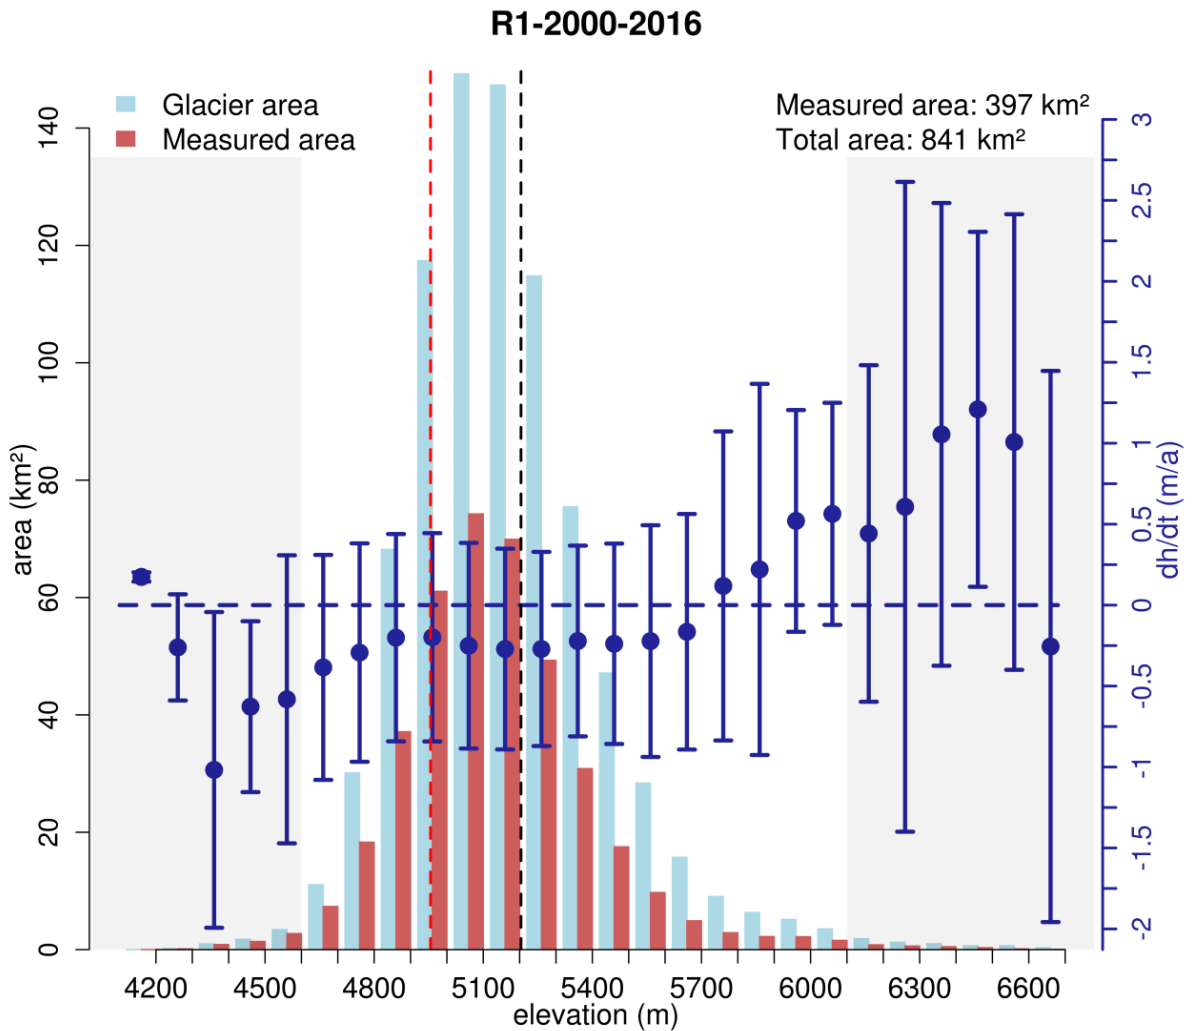 R1-2000-2016
Glacier area
Measured area
Measured area: 397 km²
Total area: 841 km²
area (km²)
0
20
40
60
80
100
120
140
dh/dt (m/a)
3
2.5
2
1.5
1
0.5
0
-0.5
-1
-1.5
-2
4200 4500 4800 5100 5400 5700 6000 6300 6600
elevation (m)